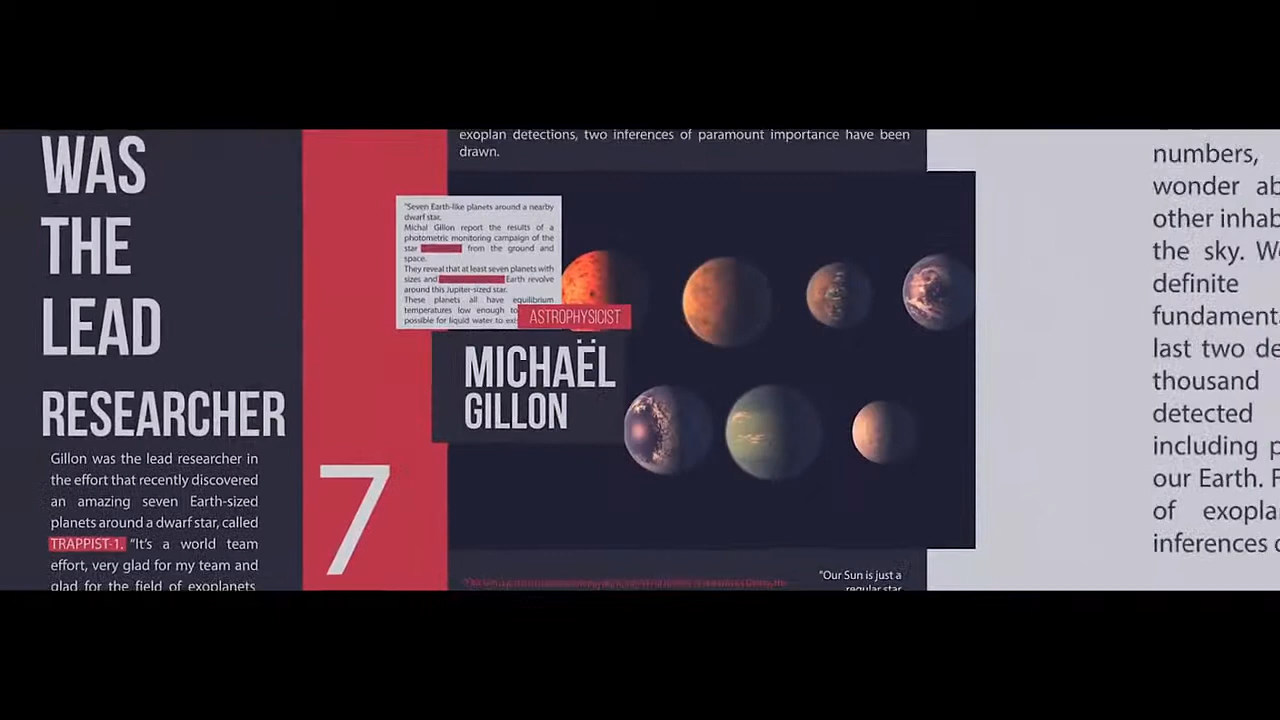 WAS
THE
LEAD
RESEARCHER
Gillon was the lead researcher in
the effort that recently discovered
an amazing seven Earth-sized
planets around a dwarf star, called
TRAPPIST-1. "It's a world team
effort, very glad for my team and
glad for the field of exoplanets
7
exoplan detections, two inferences of paramount importance have been
drawn.
"Seven Earth-like planets around a nearby
dwarf star.
Michal Gillon report the results of a
photometric monitoring campaign of the
star from the ground and
space.
They reveal that at least seven planets with
sizes and Earth revolve
around this Jupiter-sized star.
These planets all have equilibrium
temperatures low enough to
possible for liquid water to
ASTROPHYSICIST
MICHAËL
GILLON
"Our Sun is just a
regular star
numbers,
wonder ab
other inhab
the sky. We
definite
fundamenta
last two de
thousand
detected
including p
our Earth. F
of exopla
inferences o